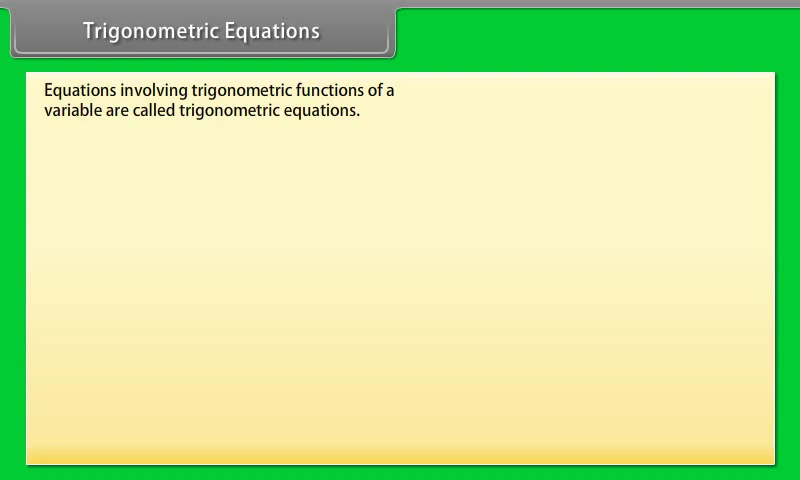 Trigonometric Equations
Equations involving trigonometric functions of a
variable are called trigonometric equations.